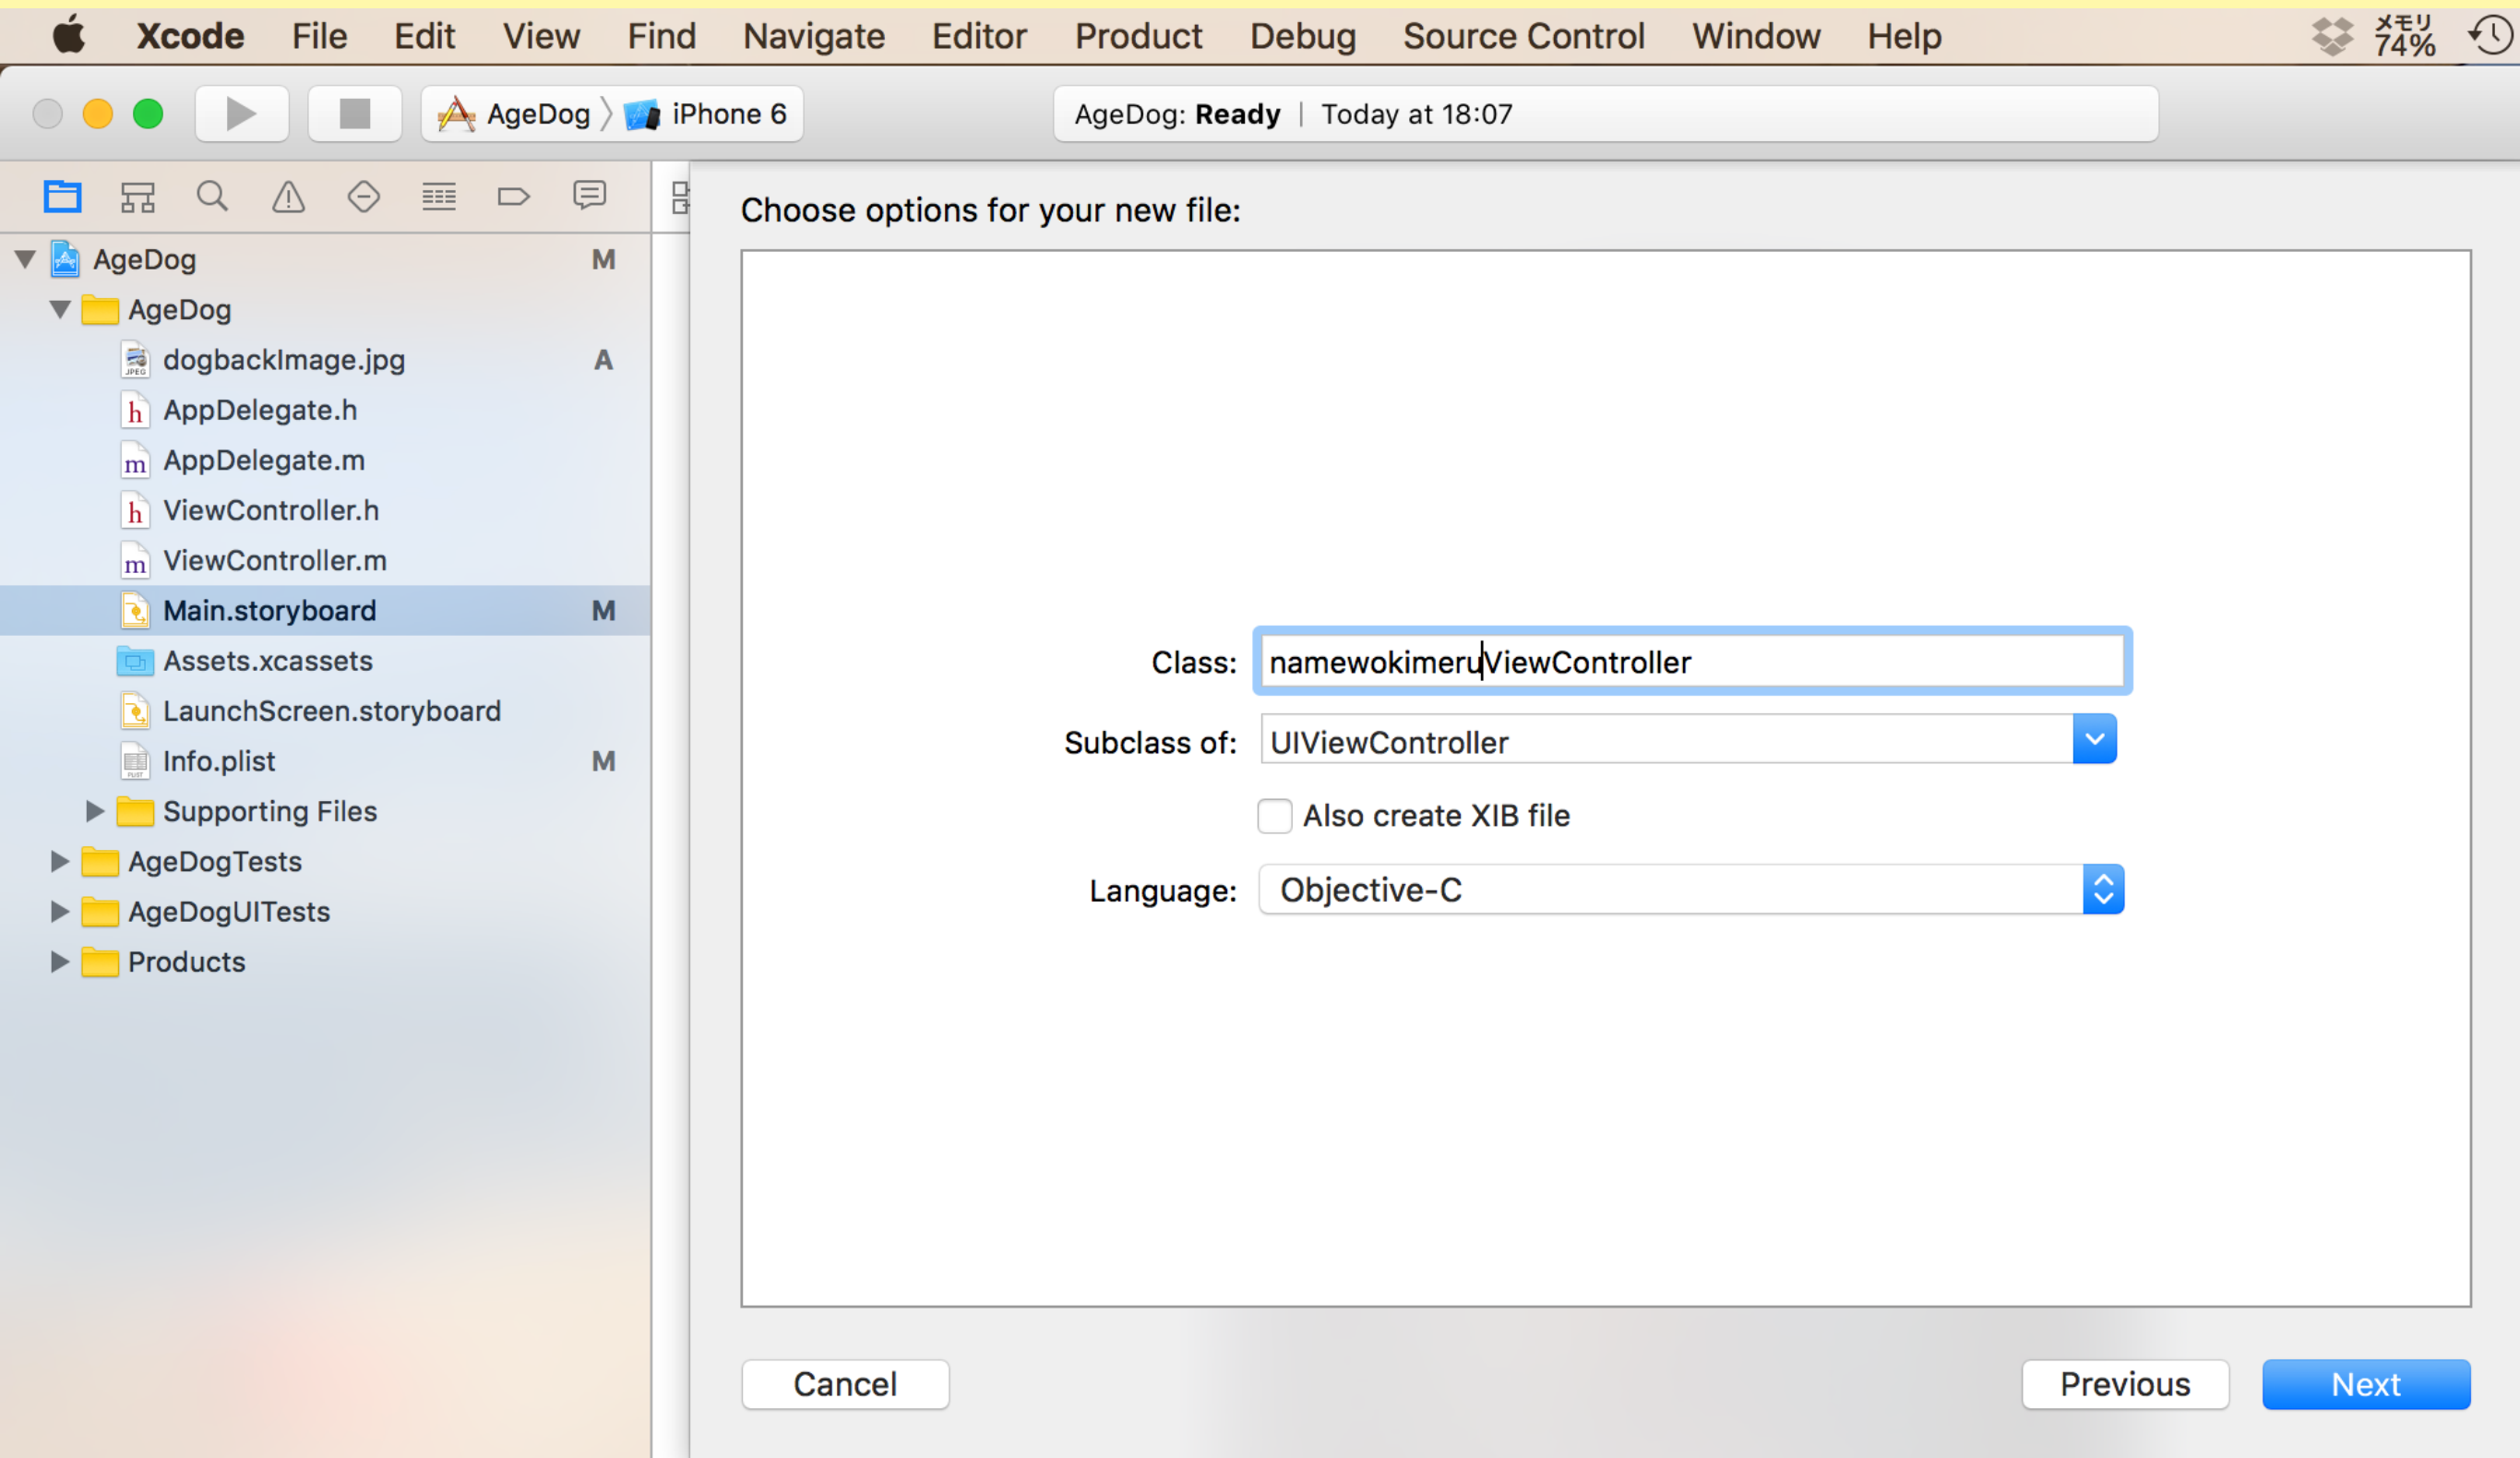 Xcode File Edit View Find Navigate Editor Product Debug Source Control Window Help メモリ 74%
AgeDog iPhone 6 AgeDog: Ready | Today at 18:07
Choose options for your new file:
AgeDog M
AgeDog
dogbackImage.jpg A
AppDelegate.h
AppDelegate.m
ViewController.h
ViewController.m
Main.storyboard M
Assets.xcassets
LaunchScreen.storyboard
Info.plist M
Supporting Files
AgeDogTests
AgeDogUITests
Products
Class: namewokimeruViewController
Subclass of: UIViewController
Also create XIB file
Language: Objective-C
Cancel Previous Next